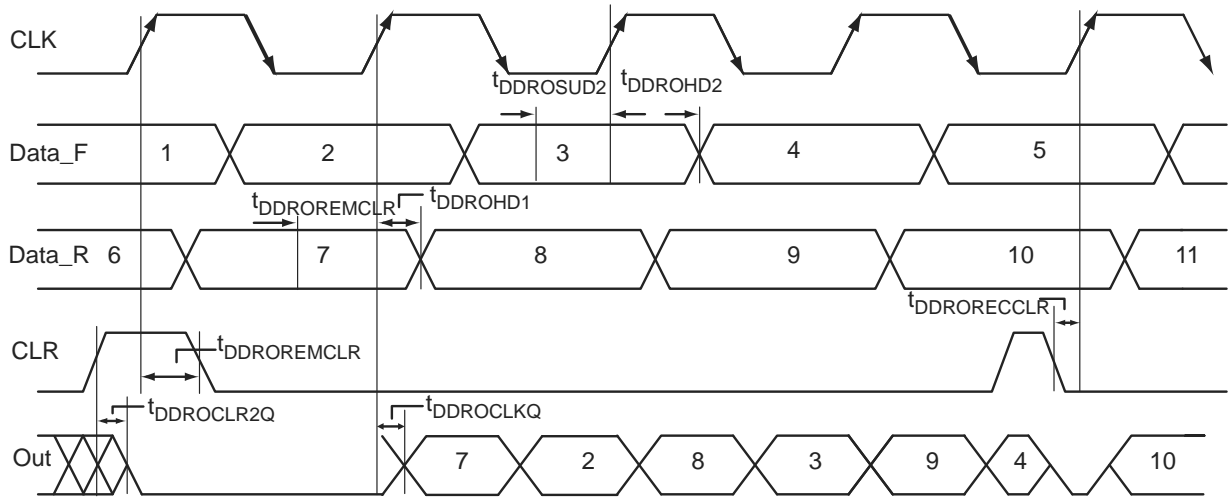 CLK
tDDROSUD2 tDDROHD2
Data_F 1 2 3 4 5
tDDROREMCLR tDDROHD1
Data_R 6 7 8 9 10 11
tDDRORECCLR
CLR
tDDROREMCLR
tDDROCLR2Q tDDROCLKQ
Out 7 2 8 3 9 4 10